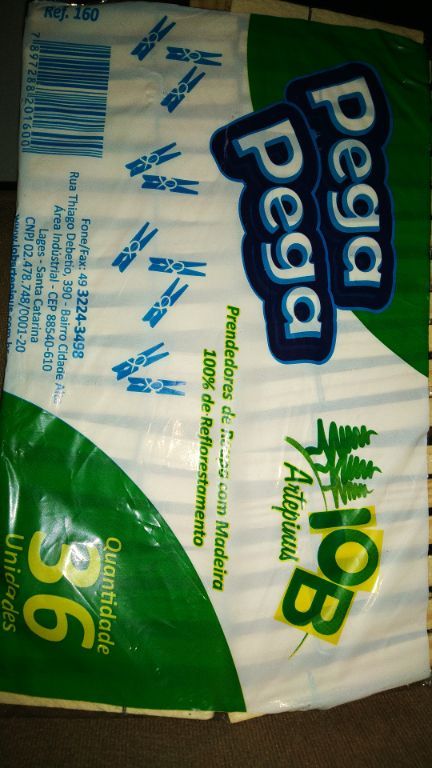 Pega
Pega
IOB
Artepinus
Prendedores de Roupa com Madeira
100% de Reflorestamento
Quantidade
36
Unidades
Ref. 160
7897288201600
Fone/Fax: 49 3224-3498
Rua Thiago Debetio, 390 - Bairro Cidade Alta
Área Industrial - CEP 88540-610
Lages - Santa Catarina
CNPJ 02.478.748/0001-20